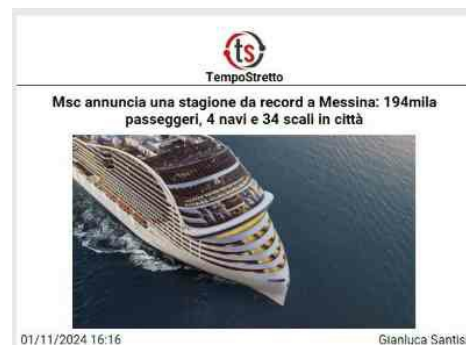 ts
TempoStretto
Msc annuncia una stagione da record a Messina: 194mila
passeggeri, 4 navi e 34 scali in città
01/11/2024 16:16
Gianluca Santisi